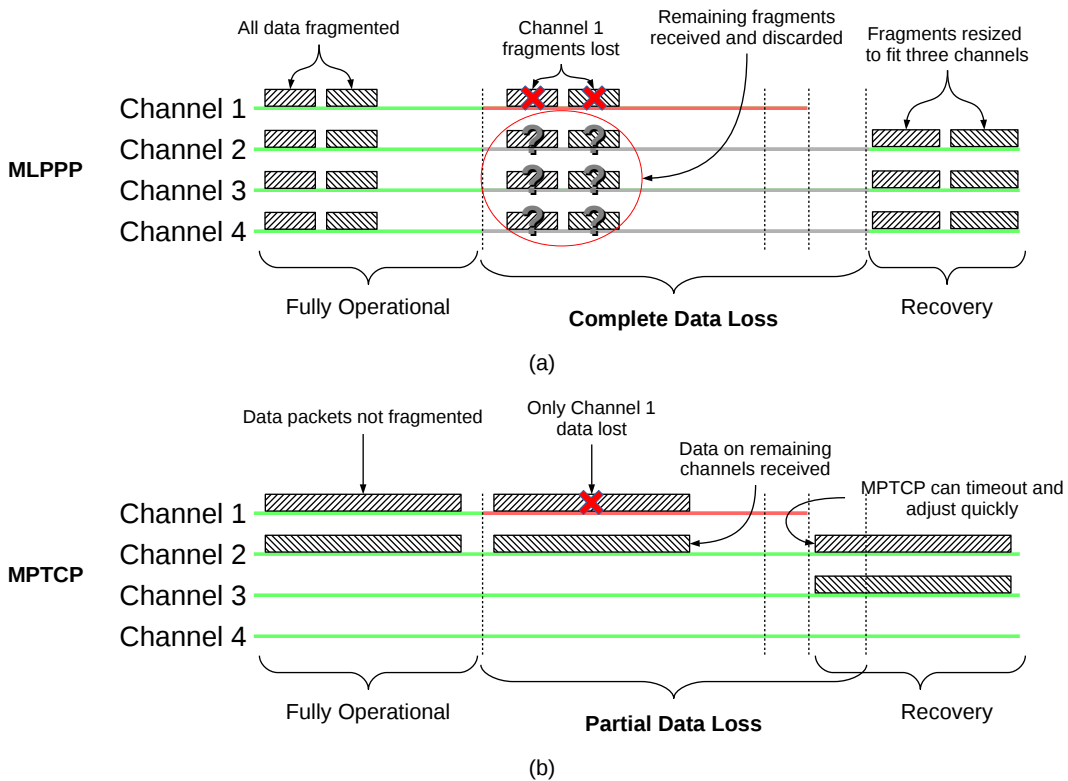 All data fragmented
Channel 1
fragments lost
Remaining fragments
received and discarded
Fragments resized
to fit three channels
MLPPP
Channel 1
Channel 2
? ?
Channel 3
? ?
Channel 4
? ?
Fully Operational
Complete Data Loss
Recovery
(a)
Data packets not fragmented
Only Channel 1
data lost
Data on remaining
channels received
MPTCP can timeout and
adjust quickly
MPTCP
Channel 1
Channel 2
Channel 3
Channel 4
Fully Operational
Partial Data Loss
Recovery
(b)